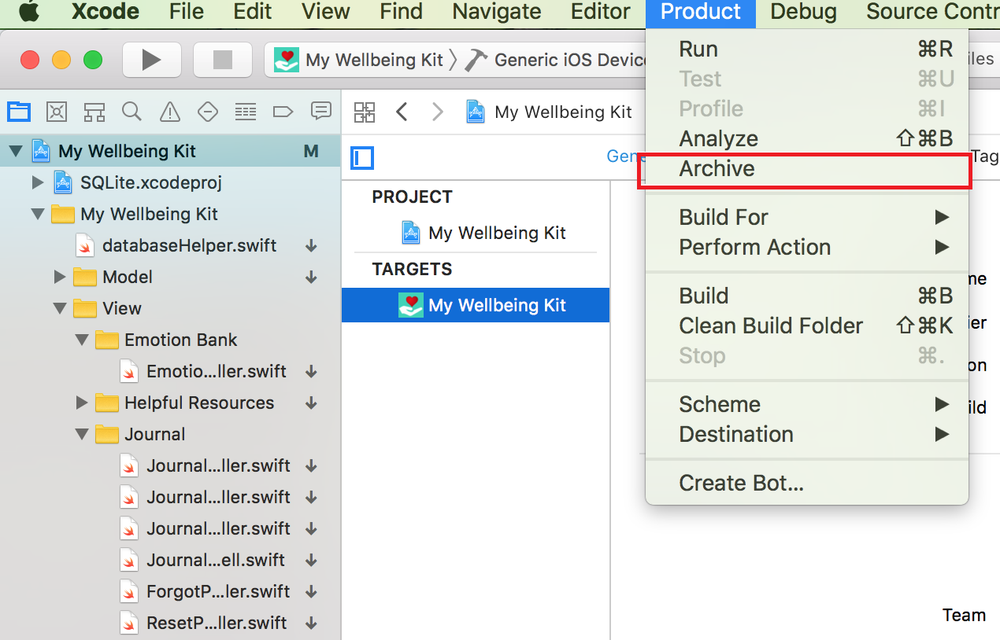 Xcode File Edit View Find Navigate Editor Product Debug Source Contr
My Wellbeing Kit Generic iOS Device
My Wellbeing Kit
My Wellbeing Kit M
SQLite.xcodeproj
My Wellbeing Kit
databaseHelper.swift
Model
View
Emotion Bank
Emotio...ller.swift
Helpful Resources
Journal
Journal...ller.swift
Journal...ller.swift
Journal...ller.swift
Journal...ell.swift
ForgotP...ler.swift
ResetP...ller.swift
Gene
Tag
PROJECT
My Wellbeing Kit
TARGETS
My Wellbeing Kit
Run ⌘R
Test ⌘U
Profile ⌘I
Analyze ⇧⌘B
Archive
Build For
Perform Action
Build ⌘B
Clean Build Folder ⇧⌘K
Stop ⌘.
Scheme
Destination
Create Bot...
iles
me
ier
on
ild
Team